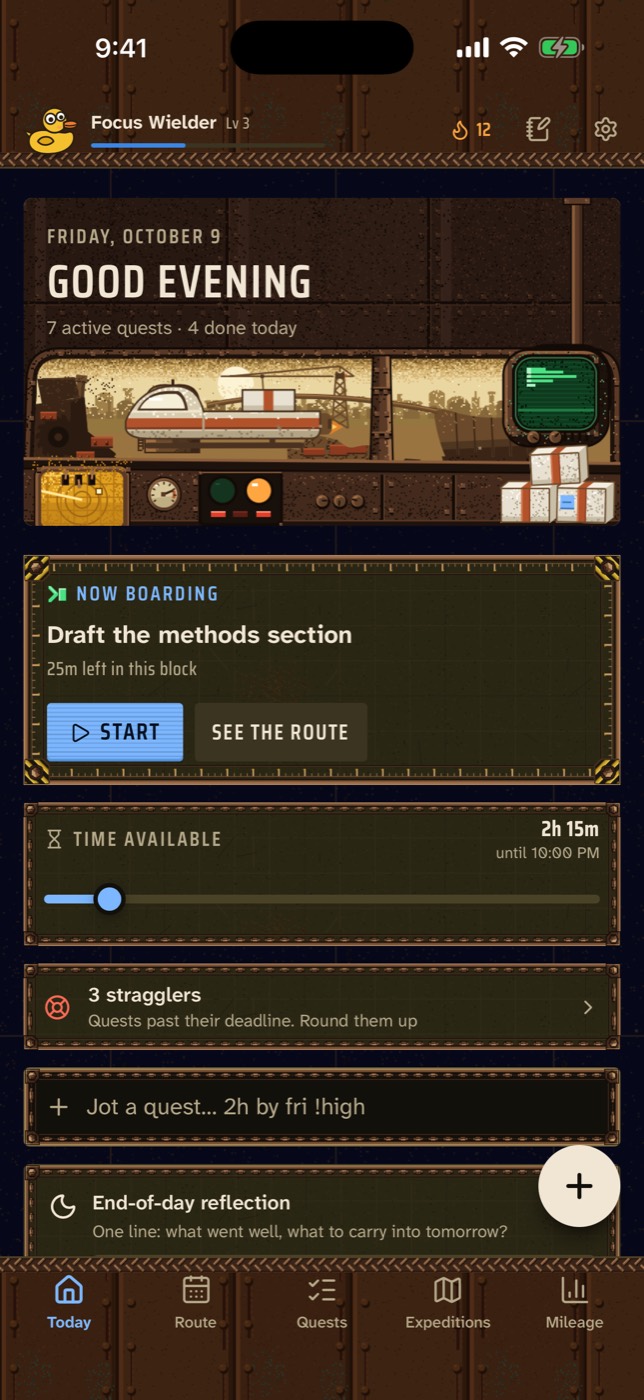 9:41
Focus Wielder Lv 3
12
FRIDAY, OCTOBER 9
GOOD EVENING
7 active quests · 4 done today
NOW BOARDING
Draft the methods section
25m left in this block
START
SEE THE ROUTE
TIME AVAILABLE
2h 15m
until 10:00 PM
3 stragglers
Quests past their deadline. Round them up
Jot a quest... 2h by fri !high
End-of-day reflection
One line: what went well, what to carry into tomorrow?
Today
Route
Quests
Expeditions
Mileage